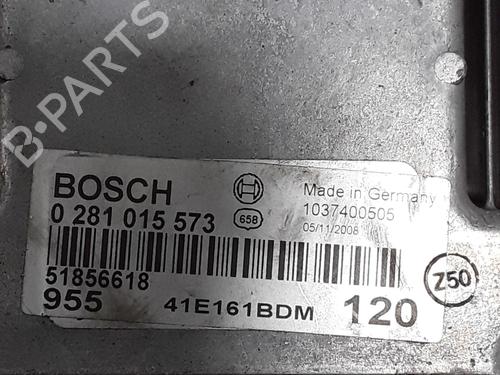 B-PARTS
BOSCH
Made in Germany
0 281 015 573
658
1037400505
05/11/2008
51856618
955
41E161BDM
120
Z50